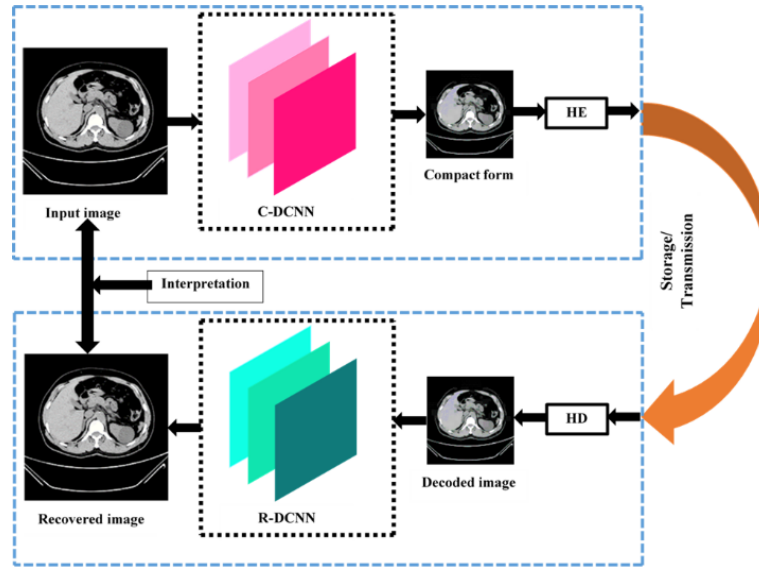 HE
Compact form
Input image
C-DCNN
Storage/
Transmission
Interpretation
HD
Decoded image
Recovered image
R-DCNN